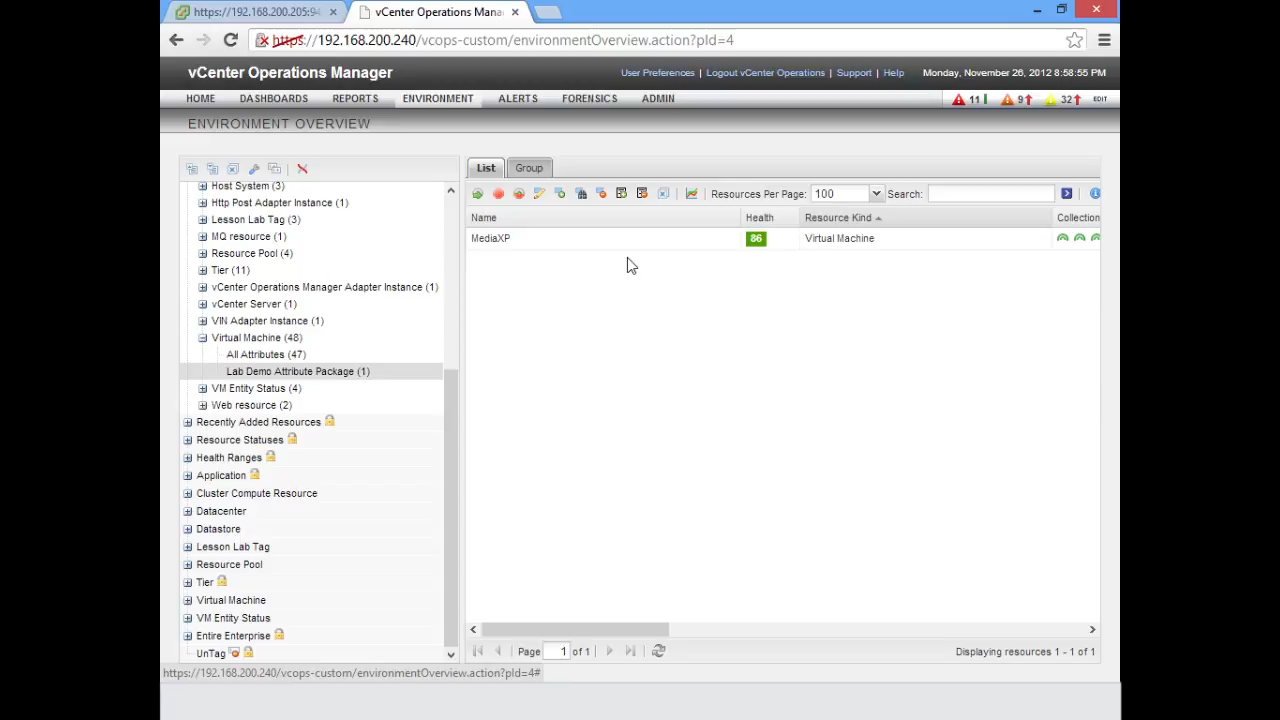 https://192.168.200.205:94
vCenter Operations Mana
https://192.168.200.240/vcops-custom/environmentOverview.action?pId=4
vCenter Operations Manager
User Preferences | Logout vCenter Operations | Support | Help
Monday, November 26, 2012 8:58:55 PM
HOME DASHBOARDS REPORTS ENVIRONMENT ALERTS FORENSICS ADMIN
11 9 32 EDIT
ENVIRONMENT OVERVIEW
Host System (3)
Http Post Adapter Instance (1)
Lesson Lab Tag (3)
MQ resource (1)
Resource Pool (4)
Tier (11)
vCenter Operations Manager Adapter Instance (1)
vCenter Server (1)
VIN Adapter Instance (1)
Virtual Machine (48)
All Attributes (47)
Lab Demo Attribute Package (1)
VM Entity Status (4)
Web resource (2)
Recently Added Resources
Resource Statuses
Health Ranges
Application
Cluster Compute Resource
Datacenter
Datastore
Lesson Lab Tag
Resource Pool
Tier
Virtual Machine
VM Entity Status
Entire Enterprise
UnTag
List Group
Resources Per Page: 100 Search:
Name Health Resource Kind Collection
MediaXP 86 Virtual Machine
Page 1 of 1
Displaying resources 1 - 1 of 1
https://192.168.200.240/vcops-custom/environmentOverview.action?pId=4#